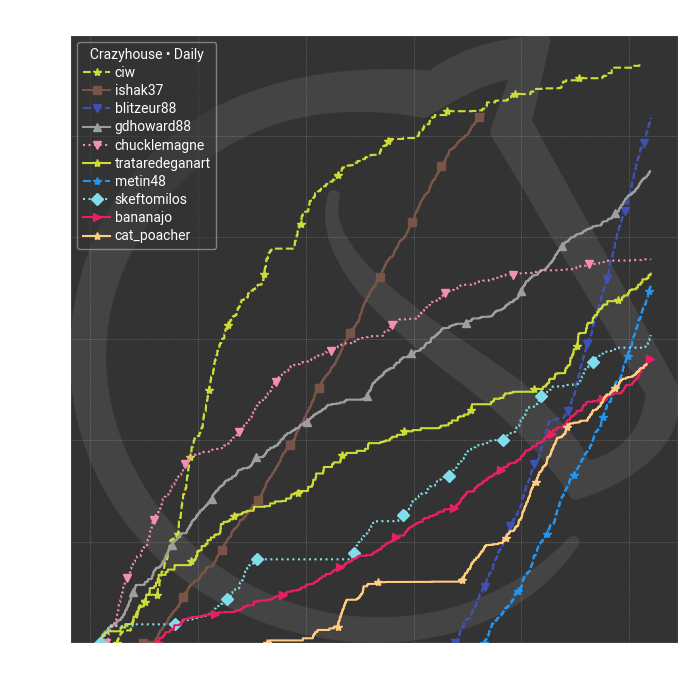 Crazyhouse • Daily
ciw
ishak37
blitzeur88
gdhoward88
chucklemagne
trataredeganart
metin48
skeftomilos
bananajo
cat_poacher